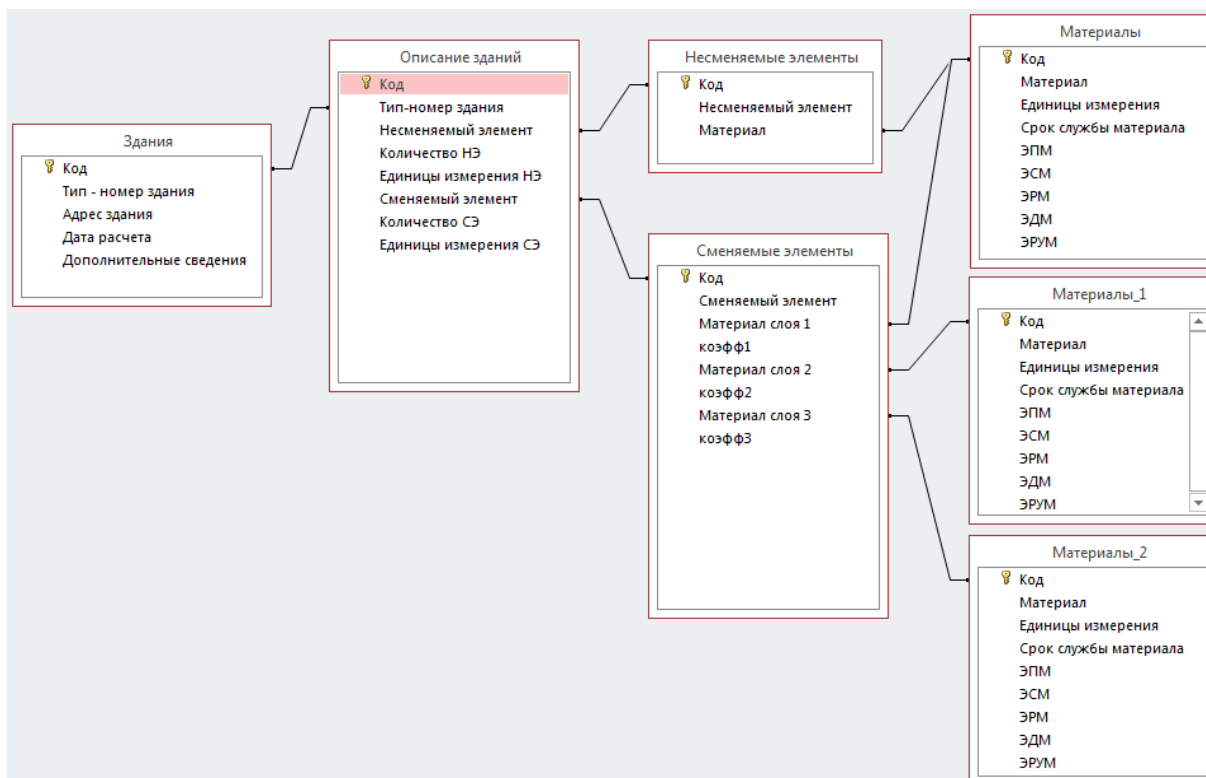 Здания
Код
Тип - номер здания
Адрес здания
Дата расчета
Дополнительные сведения
Описание зданий
Код
Тип-номер здания
Несменяемый элемент
Количество НЭ
Единицы измерения НЭ
Сменяемый элемент
Количество СЭ
Единицы измерения СЭ
Несменяемые элементы
Код
Несменяемый элемент
Материал
Сменяемые элементы
Код
Сменяемый элемент
Материал слоя 1
коэфф1
Материал слоя 2
коэфф2
Материал слоя 3
коэфф3
Материалы
Код
Материал
Единицы измерения
Срок службы материала
ЭПМ
ЭСМ
ЭРМ
ЭДМ
ЭРУМ
Материалы_1
Код
Материал
Единицы измерения
Срок службы материала
ЭПМ
ЭСМ
ЭРМ
ЭДМ
ЭРУМ
Материалы_2
Код
Материал
Единицы измерения
Срок службы материала
ЭПМ
ЭСМ
ЭРМ
ЭДМ
ЭРУМ